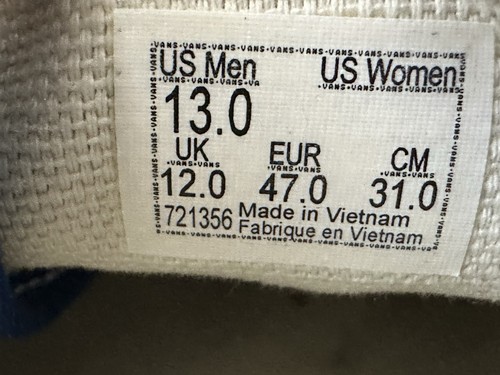 US Men US Women
13.0
UK EUR CM
12.0 47.0 31.0
721356 Made in Vietnam
Fabrique en Vietnam